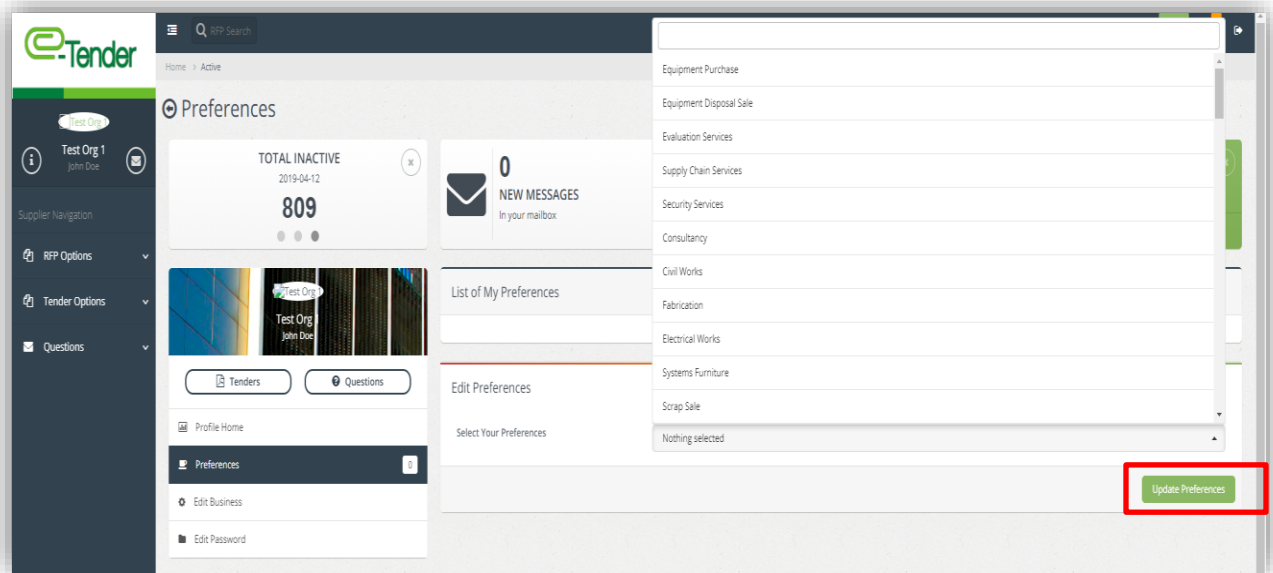 e-Tender
RFP Search
Home > Active
Test Org 1
Test Org 1
John Doe
Supplier Navigation
RFP Options
Tender Options
Questions
Preferences
TOTAL INACTIVE
2019-04-12
809
x
0
NEW MESSAGES
In your mailbox
x
Test Org 1
Test Org 1
John Doe
Tenders
Questions
Profile Home
Preferences 0
Edit Business
Edit Password
List of My Preferences
Edit Preferences
Select Your Preferences
Equipment Purchase
Equipment Disposal Sale
Evaluation Services
Supply Chain Services
Security Services
Consultancy
Civil Works
Fabrication
Electrical Works
Systems Furniture
Scrap Sale
Nothing selected
Update Preferences